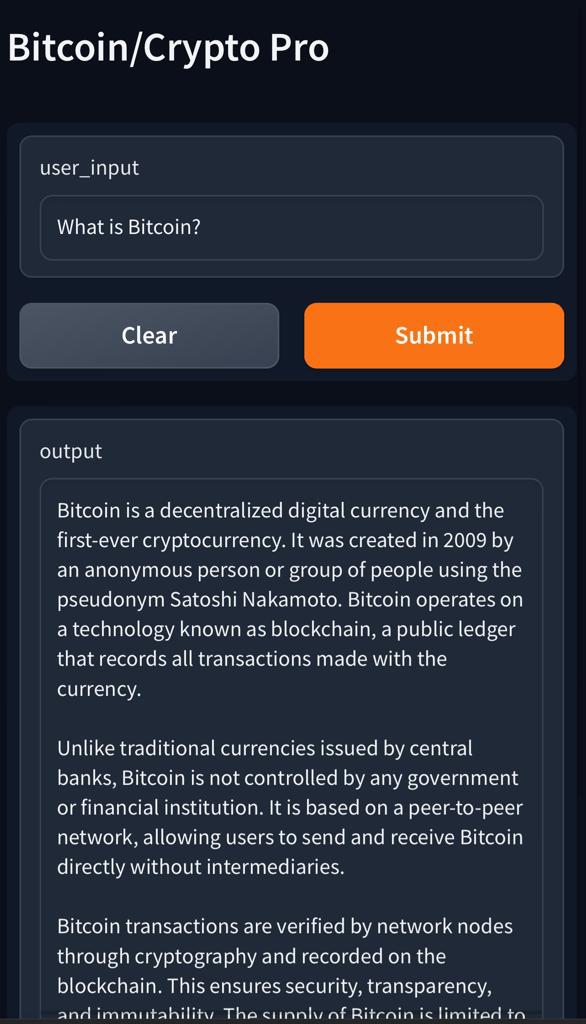 Bitcoin/Crypto Pro
user_input
What is Bitcoin?
Clear
Submit
output
Bitcoin is a decentralized digital currency and the
first-ever cryptocurrency. It was created in 2009 by
an anonymous person or group of people using the
pseudonym Satoshi Nakamoto. Bitcoin operates on
a technology known as blockchain, a public ledger
that records all transactions made with the
currency.
Unlike traditional currencies issued by central
banks, Bitcoin is not controlled by any government
or financial institution. It is based on a peer-to-peer
network, allowing users to send and receive Bitcoin
directly without intermediaries.
Bitcoin transactions are verified by network nodes
through cryptography and recorded on the
blockchain. This ensures security, transparency,
and immutability. The supply of Bitcoin is limited to